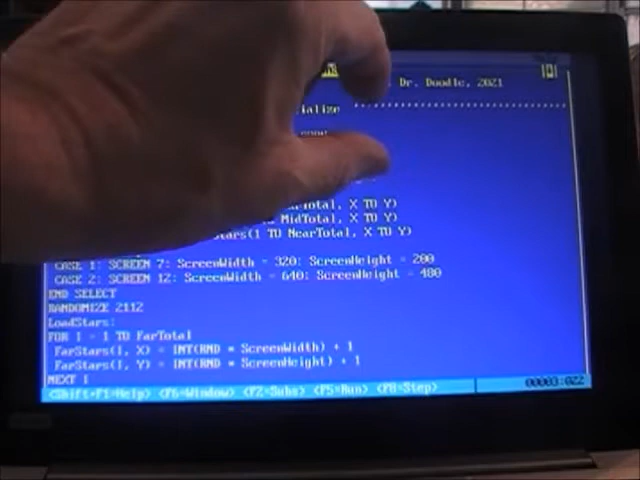 Dr. Doodle, 2021
ialize
Total, X TO Y)
MidTotal, X TO Y)
Stars(1 TO NearTotal, X TO Y)
CASE 1: SCREEN 7: ScreenWidth = 320: ScreenHeight = 200
CASE 2: SCREEN 12: ScreenWidth = 640: ScreenHeight = 480
END SELECT
RANDOMIZE 2112
LoadStars:
FOR I = 1 TO FarTotal
FarStars(I, X) = INT(RND * ScreenWidth) + 1
FarStars(I, Y) = INT(RND * ScreenHeight) + 1
NEXT I
<Shift+F1=Help> <F6=Window> <F2=Subs> <F5=Run> <F8=Step>
00003:022